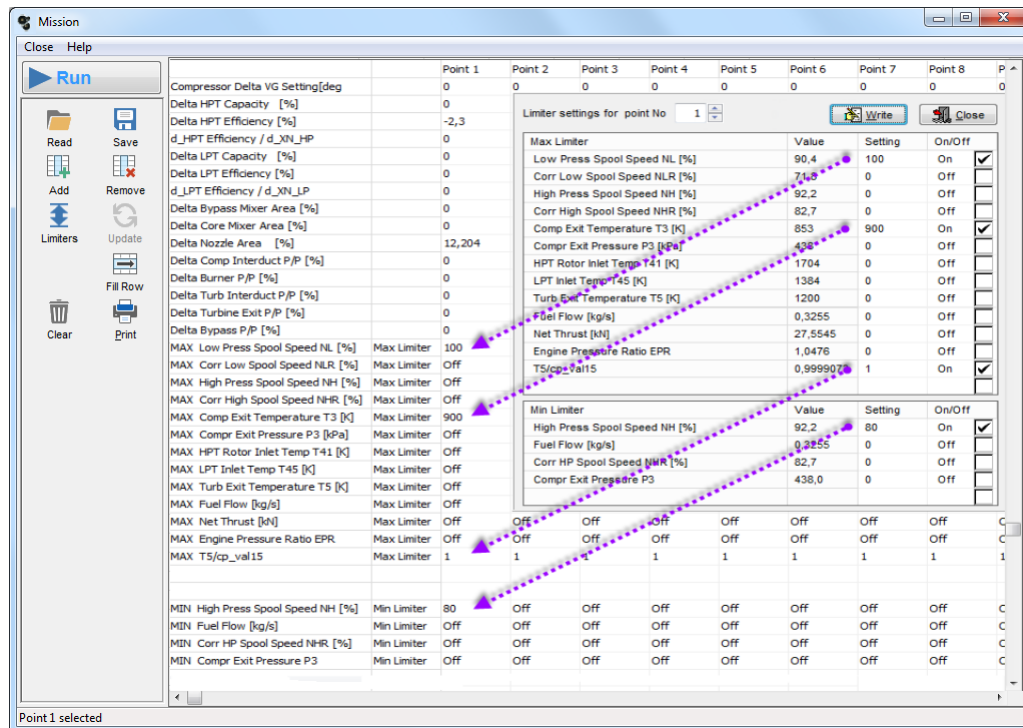 Mission
Close Help
Run
Read Save
Add Remove
Limiters Update
Fill Row
Clear Print
Point 1 Point 2 Point 3 Point 4 Point 5 Point 6 Point 7 Point 8 P
Compressor Delta VG Setting[deg 0 0 0 0 0 0 0 0 0
Delta HPT Capacity [%] 0
Delta HPT Efficiency [%] -2,3
d_HPT Efficiency / d_XN_HP 0
Delta LPT Capacity [%] 0
Delta LPT Efficiency [%] 0
d_LPT Efficiency / d_XN_LP 0
Delta Bypass Mixer Area [%] 0
Delta Core Mixer Area [%] 0
Delta Nozzle Area [%] 12,204
Delta Comp Interduct P/P [%] 0
Delta Burner P/P [%] 0
Delta Turb Interduct P/P [%] 0
Delta Turbine Exit P/P [%] 0
Delta Bypass P/P [%] 0
MAX Low Press Spool Speed NL [%] Max Limiter 100
MAX Corr Low Spool Speed NLR [%] Max Limiter Off
MAX High Press Spool Speed NH [%] Max Limiter Off
MAX Corr High Spool Speed NHR [%] Max Limiter Off
MAX Comp Exit Temperature T3 [K] Max Limiter 900
MAX Compr Exit Pressure P3 [kPa] Max Limiter Off
MAX HPT Rotor Inlet Temp T41 [K] Max Limiter Off
MAX LPT Inlet Temp T45 [K] Max Limiter Off
MAX Turb Exit Temperature T5 [K] Max Limiter Off
MAX Fuel Flow [kg/s] Max Limiter Off
MAX Net Thrust [kN] Max Limiter Off Off Off Off Off Off Off Off
MAX Engine Pressure Ratio EPR Max Limiter Off Off Off Off Off Off Off Off
MAX T5/cp_val15 Max Limiter 1 1 1 1 1 1 1 1 1
MIN High Press Spool Speed NH [%] Min Limiter 80 Off Off Off Off Off Off Off
MIN Fuel Flow [kg/s] Min Limiter Off Off Off Off Off Off Off Off
MIN Corr HP Spool Speed NHR [%] Min Limiter Off Off Off Off Off Off Off Off
MIN Compr Exit Pressure P3 Min Limiter Off Off Off Off Off Off Off Off
Limiter settings for point No 1 Write Close
Max Limiter Value Setting On/Off
Low Press Spool Speed NL [%] 90,4 100 On
Corr Low Spool Speed NLR [%] 0 Off
High Press Spool Speed NH [%] 92,2 0 Off
Corr High Spool Speed NHR [%] 82,7 0 Off
Comp Exit Temperature T3 [K] 853 900 On
Compr Exit Pressure P3 [kPa] 0 Off
HPT Rotor Inlet Temp T41 [K] 1704 0 Off
LPT Inlet Temp T45 [K] 1384 0 Off
Turb Exit Temperature T5 [K] 1200 0 Off
Fuel Flow [kg/s] 0,3255 0 Off
Net Thrust [kN] 27,5545 0 Off
Engine Pressure Ratio EPR 1,0476 0 Off
T5/cp_val15 1 On
Min Limiter Value Setting On/Off
High Press Spool Speed NH [%] 92,2 80 On
Fuel Flow [kg/s] 0,3255 0 Off
Corr HP Spool Speed NHR [%] 82,7 0 Off
Compr Exit Pressure P3 438,0 0 Off
Point 1 selected